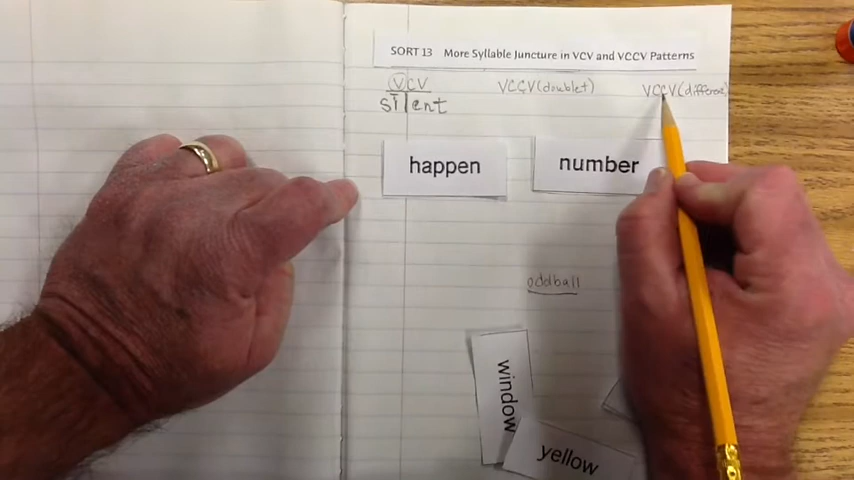 SORT 13 More Syllable Juncture in VCV and VCCV Patterns
VCV VCCV (doublet) VCCV
silent
happen number
oddball
window
yellow